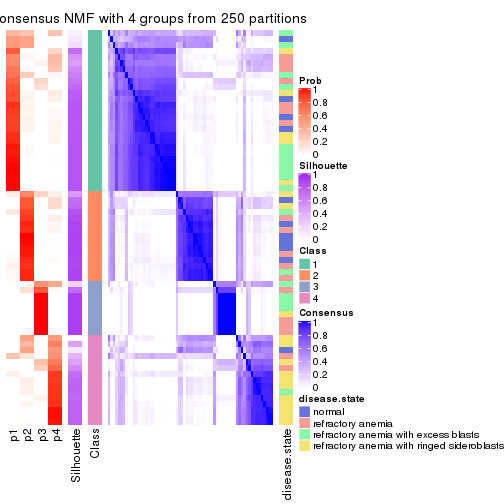 onsensus NMF with 4 groups from 250 partitions
Prob
1
0.8
0.6
0.4
0.2
0
Silhouette
1
0.8
0.6
0.4
0.2
0
Class
1
2
3
4
Consensus
1
0.8
0.6
0.4
0.2
0
disease.state
normal
refractory anemia
refractory anemia with excess blasts
refractory anemia with ringed sideroblasts
p1
p2
p3
p4
Silhouette
Class
disease.state